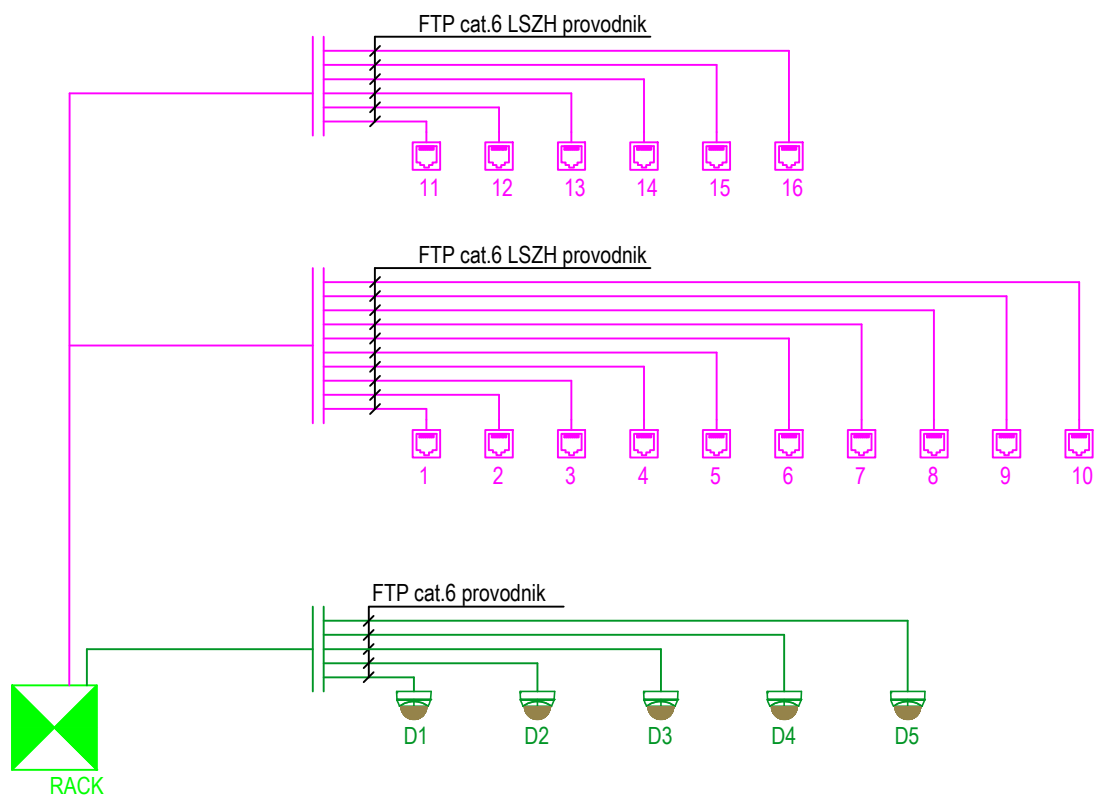 FTP cat.6 LSZH provodnik
11 12 13 14 15 16
FTP cat.6 LSZH provodnik
1 2 3 4 5 6 7 8 9 10
FTP cat.6 provodnik
D1 D2 D3 D4 D5
RACK